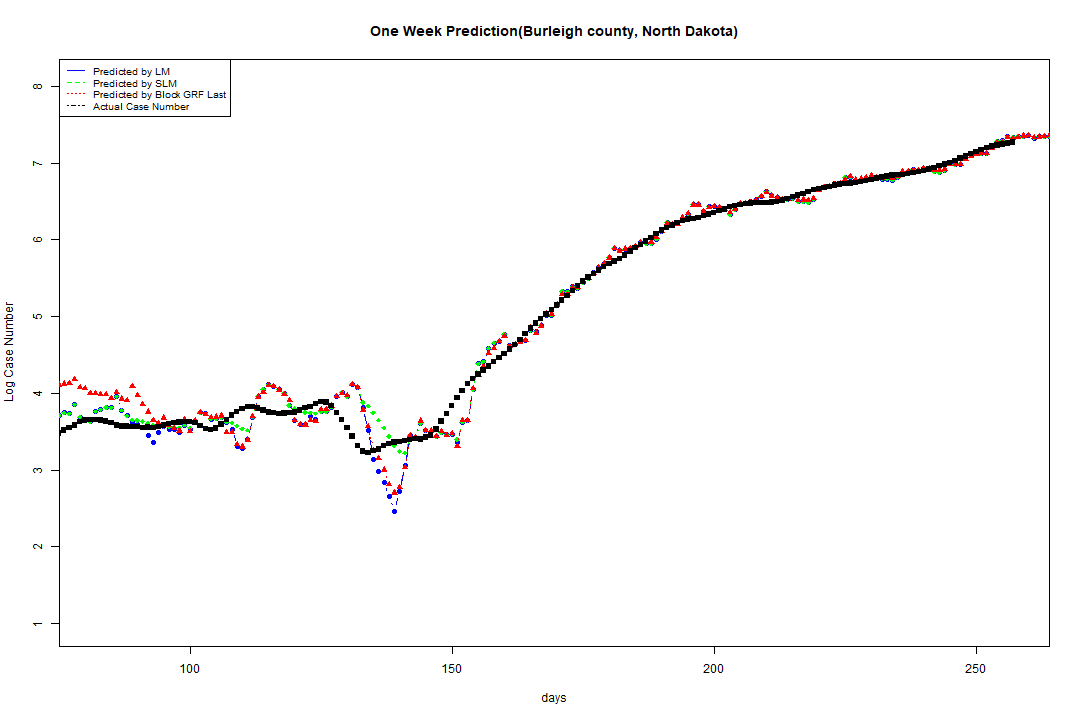 One Week Prediction(Burleigh county, North Dakota)
Predicted by LM
Predicted by SLM
Predicted by Block GRF Last
Actual Case Number
8
7
6
5
4
3
2
1
Log Case Number
100 150 200 250
days